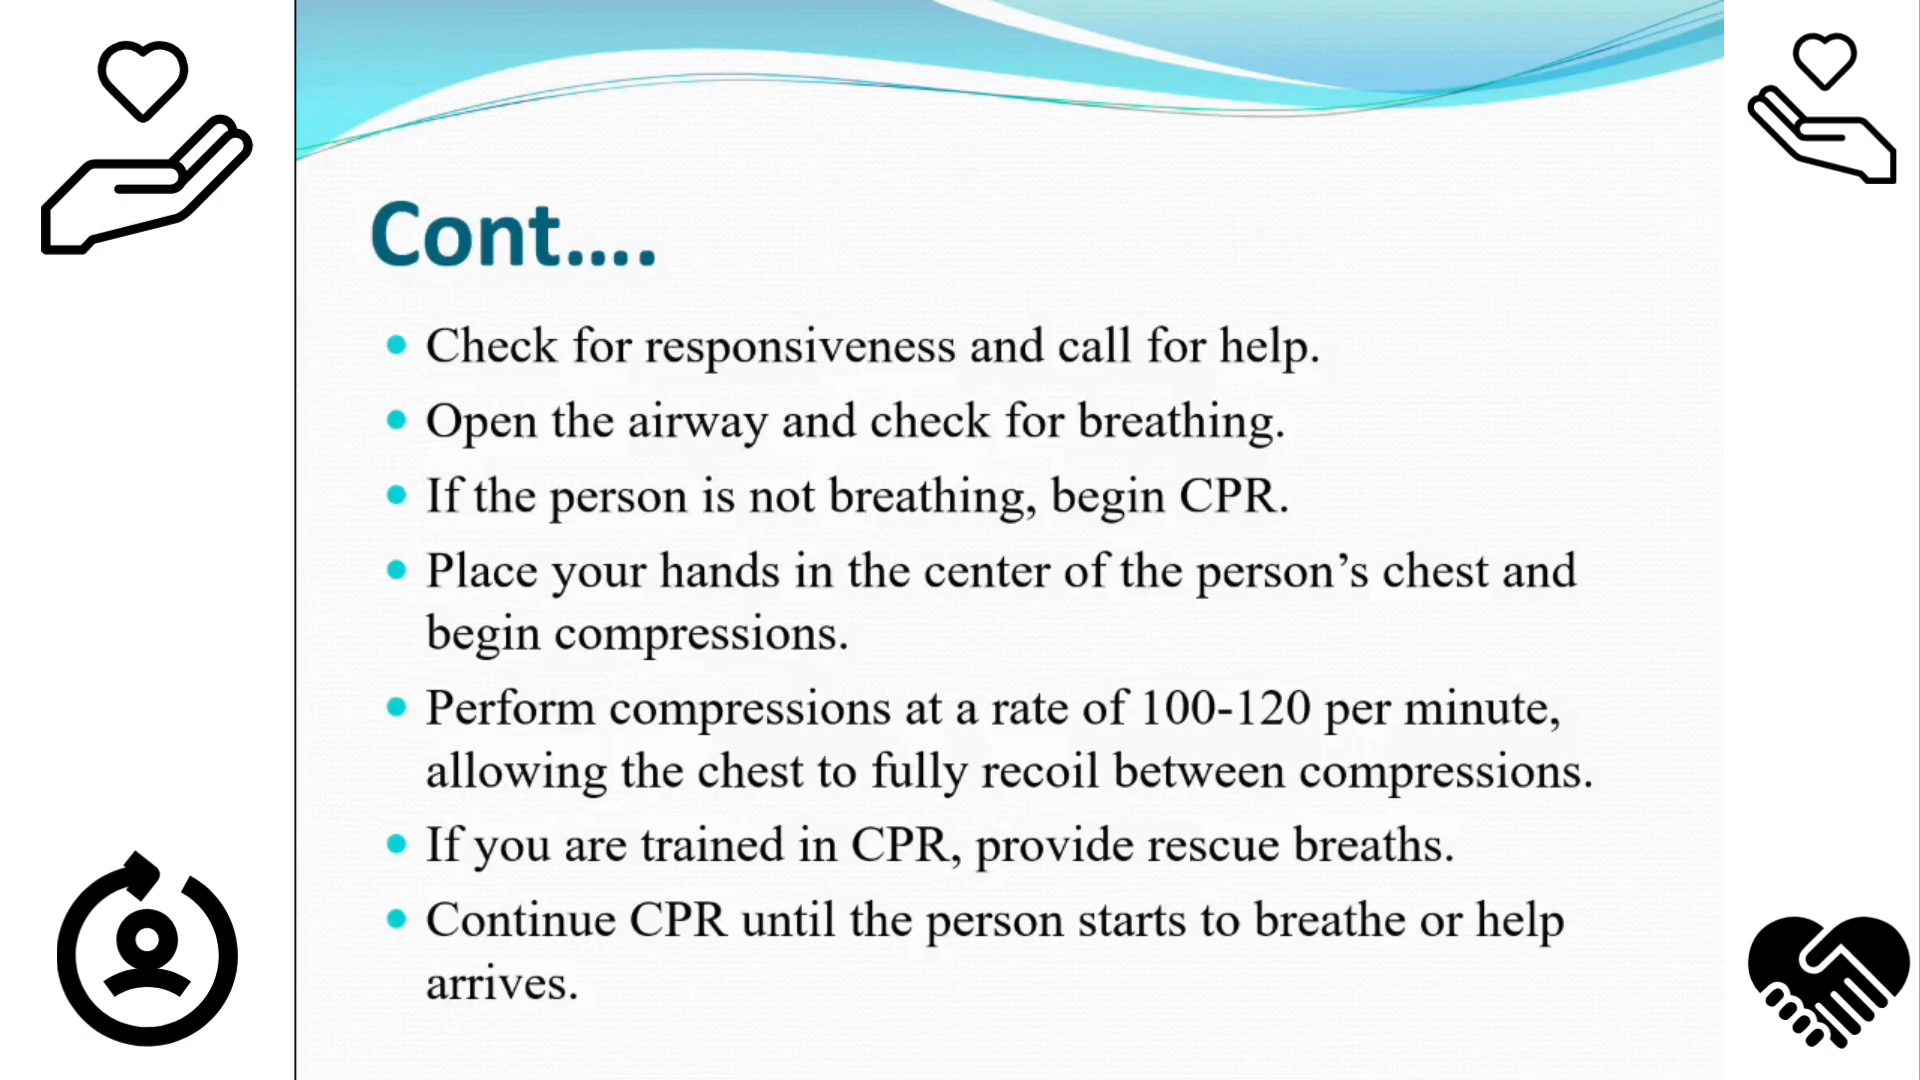 Cont....
• Check for responsiveness and call for help.
• Open the airway and check for breathing.
• If the person is not breathing, begin CPR.
• Place your hands in the center of the person’s chest and
begin compressions.
• Perform compressions at a rate of 100-120 per minute,
allowing the chest to fully recoil between compressions.
• If you are trained in CPR, provide rescue breaths.
• Continue CPR until the person starts to breathe or help
arrives.